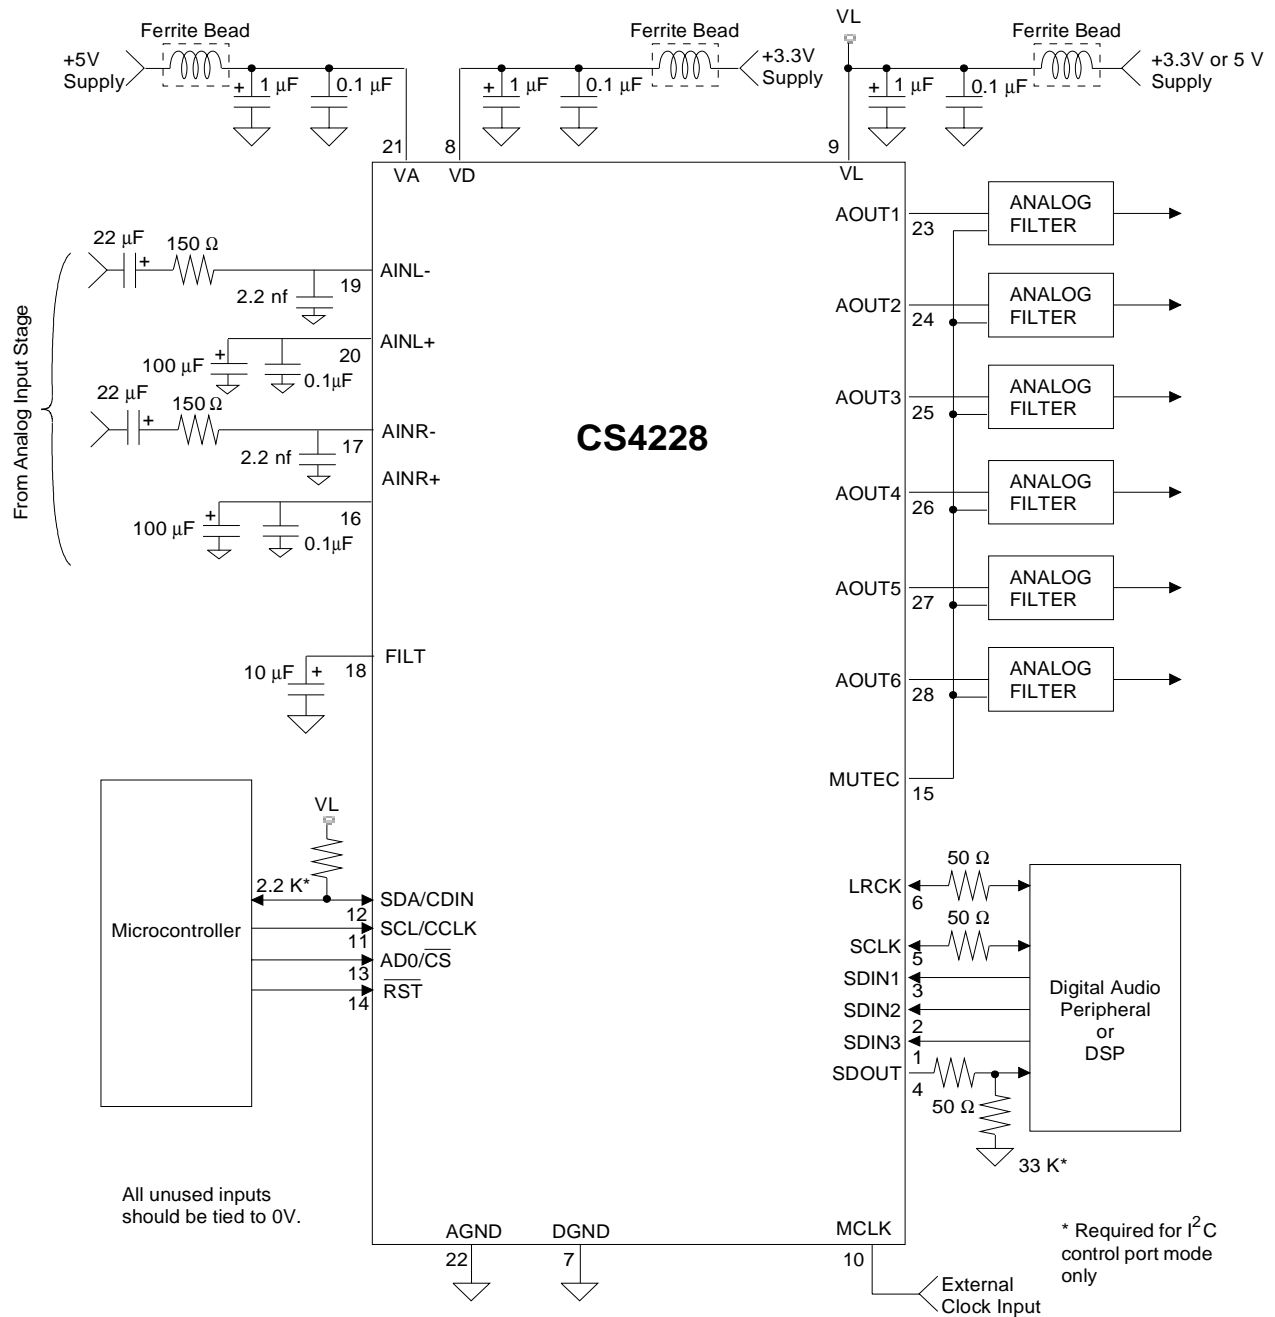 Ferrite Bead
+5V
Supply
+ 1 µF
0.1 µF
Ferrite Bead
+3.3V
Supply
+ 1 µF
0.1 µF
VL
Ferrite Bead
+3.3V or 5 V
Supply
+ 1 µF
0.1 µF
21
8
9
VA
VD
VL
From Analog Input Stage
22 µF
+
150 Ω
19
AINL-
2.2 nf
20
AINL+
+
100 µF
0.1µF
22 µF
+
150 Ω
17
AINR-
2.2 nf
AINR+
16
+
100 µF
0.1µF
CS4228
18
FILT
10 µF +
AOUT1
23
ANALOG
FILTER
AOUT2
24
ANALOG
FILTER
AOUT3
25
ANALOG
FILTER
AOUT4
26
ANALOG
FILTER
AOUT5
27
ANALOG
FILTER
AOUT6
28
ANALOG
FILTER
MUTEC
15
Microcontroller
VL
2.2 K*
SDA/CDIN
12
SCL/CCLK
11
AD0/CS
13
RST
14
LRCK
6
50 Ω
SCLK
5
50 Ω
SDIN1
3
SDIN2
2
SDIN3
1
SDOUT
4
50 Ω
33 K*
Digital Audio
Peripheral
or
DSP
All unused inputs
should be tied to 0V.
AGND
22
DGND
7
MCLK
10
External
Clock Input
* Required for I2C
control port mode
only